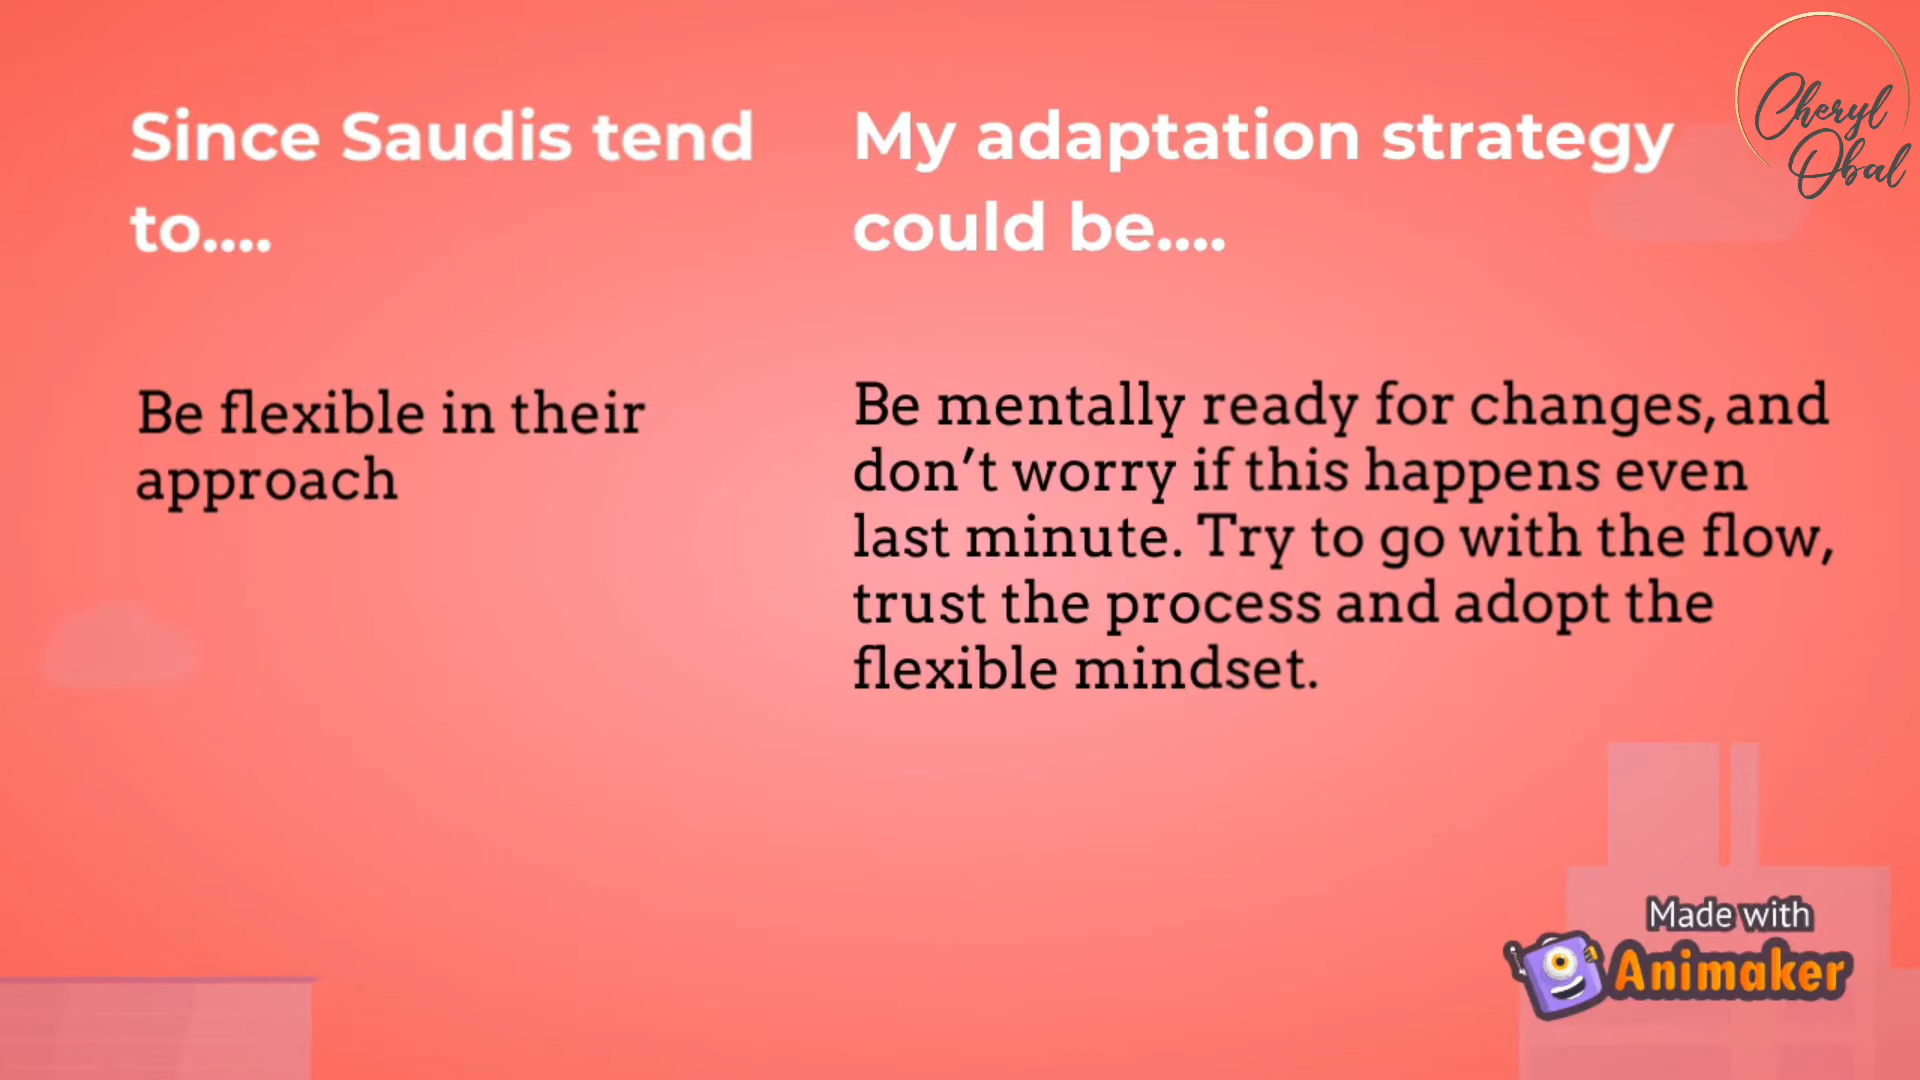 Since Saudis tend
to....
My adaptation strategy
could be....
Be flexible in their
approach
Be mentally ready for changes, and
don’t worry if this happens even
last minute. Try to go with the flow,
trust the process and adopt the
flexible mindset.
Cheryl
Obal
Made with
Animaker